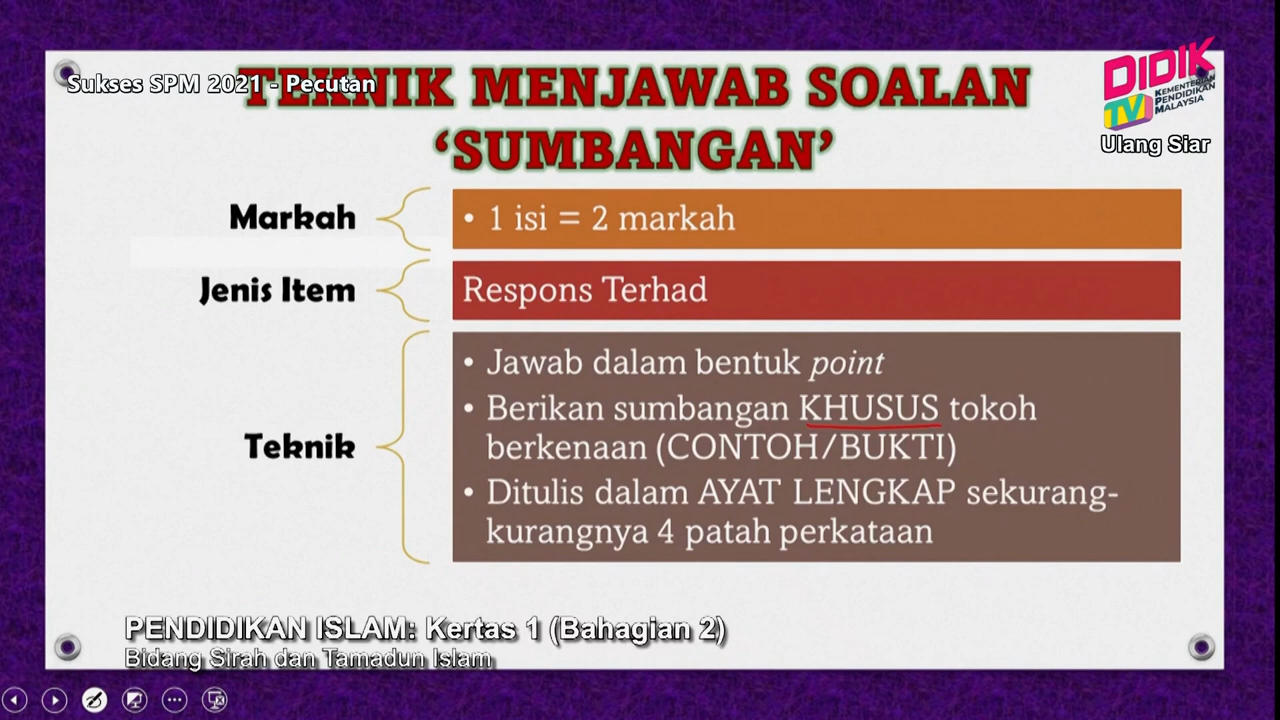 Sukses SPM 2021 - Pecutan
TEKNIK MENJAWAB SOALAN
‘SUMBANGAN’
DIDIK
TV
KEMENTERIAN
PENDIDIKAN
MALAYSIA
Ulang Siar
Markah
• 1 isi = 2 markah
Jenis Item
Respons Terhad
Teknik
• Jawab dalam bentuk point
• Berikan sumbangan KHUSUS tokoh
berkenaan (CONTOH/BUKTI)
• Ditulis dalam AYAT LENGKAP sekurang-
kurangnya 4 patah perkataan
PENDIDIKAN ISLAM: Kertas 1 (Bahagian 2)
Bidang Sirah dan Tamadun Islam